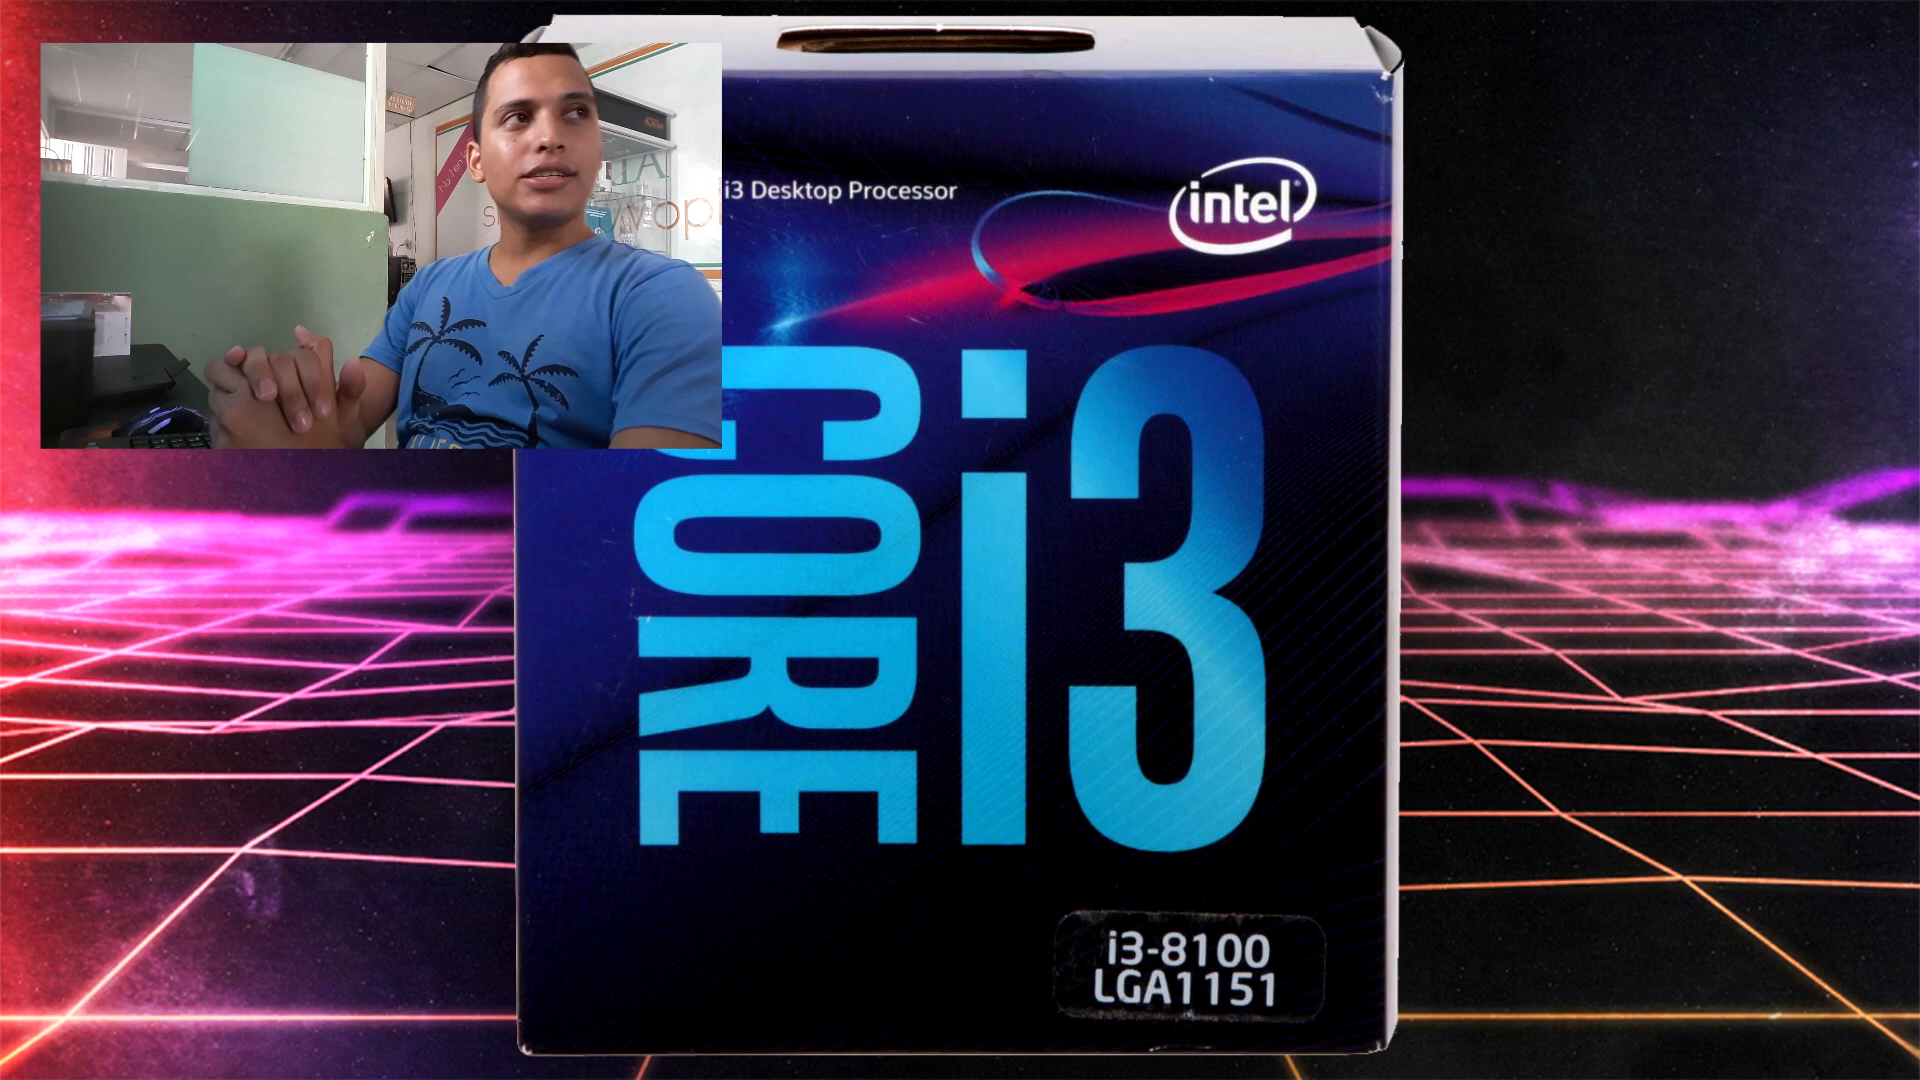 i3 Desktop Processor
intel
CORE i3
i3-8100
LGA1151